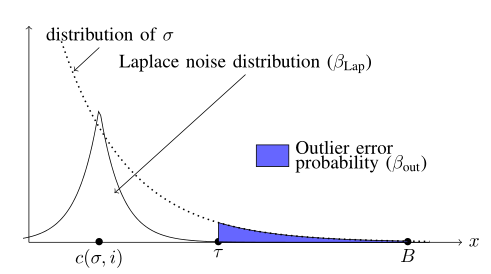 distribution of σ
Laplace noise distribution (β_Lap)
Outlier error
probability (β_out)
x
c(σ, i)
τ
B